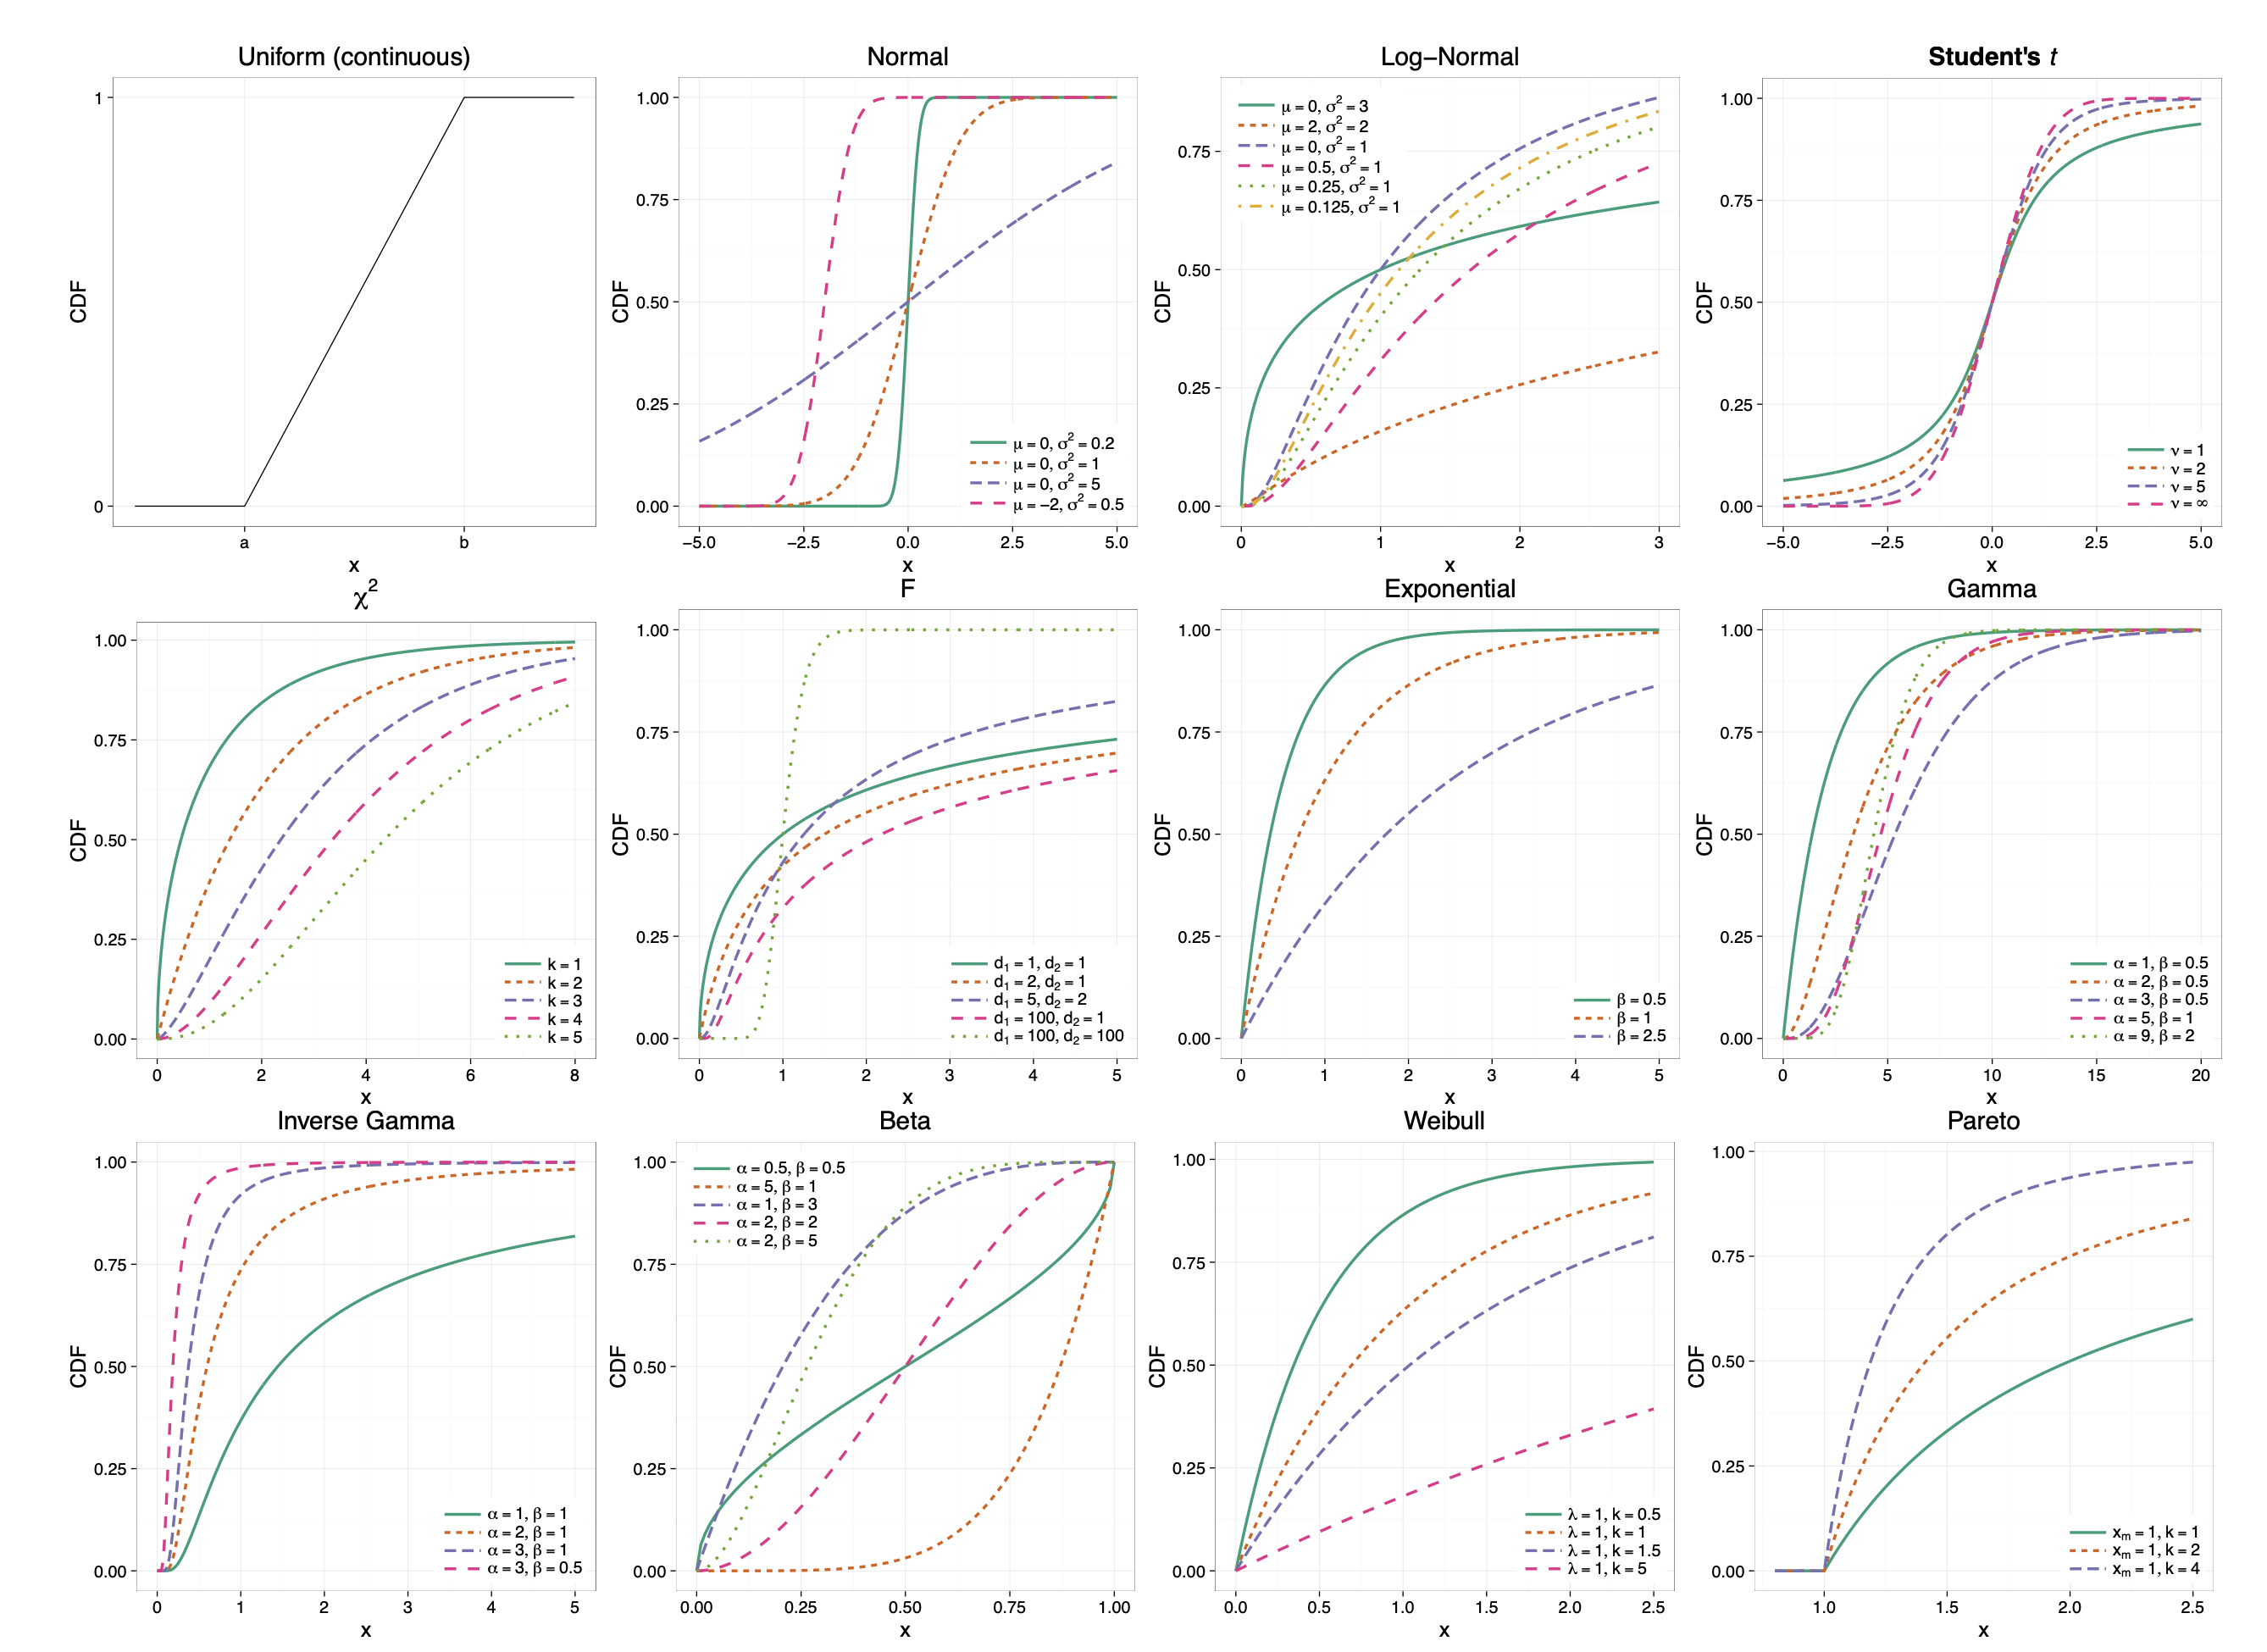 Uniform (continuous)
1
0
CDF
a
b
x
Normal
1.00
0.75
0.50
0.25
0.00
CDF
μ = 0, σ² = 0.2
μ = 0, σ² = 1
μ = 0, σ² = 5
μ = −2, σ² = 0.5
−5.0
−2.5
0.0
2.5
5.0
x
Log−Normal
μ = 0, σ² = 3
μ = 2, σ² = 2
μ = 0, σ² = 1
μ = 0.5, σ² = 1
μ = 0.25, σ² = 1
μ = 0.125, σ² = 1
0.75
0.50
0.25
0.00
CDF
0
1
2
3
x
Student's t
1.00
0.75
0.50
0.25
0.00
CDF
ν = 1
ν = 2
ν = 5
ν = ∞
−5.0
−2.5
0.0
2.5
5.0
x
χ²
1.00
0.75
0.50
0.25
0.00
CDF
k = 1
k = 2
k = 3
k = 4
k = 5
0
2
4
6
8
x
F
1.00
0.75
0.50
0.25
0.00
CDF
d₁ = 1, d₂ = 1
d₁ = 2, d₂ = 1
d₁ = 5, d₂ = 2
d₁ = 100, d₂ = 1
d₁ = 100, d₂ = 100
0
1
2
3
4
5
x
Exponential
1.00
0.75
0.50
0.25
0.00
CDF
β = 0.5
β = 1
β = 2.5
0
1
2
3
4
5
x
Gamma
1.00
0.75
0.50
0.25
0.00
CDF
α = 1, β = 0.5
α = 2, β = 0.5
α = 3, β = 0.5
α = 5, β = 1
α = 9, β = 2
0
5
10
15
20
x
Inverse Gamma
1.00
0.75
0.50
0.25
0.00
CDF
α = 1, β = 1
α = 2, β = 1
α = 3, β = 1
α = 3, β = 0.5
0
1
2
3
4
5
x
Beta
1.00
0.75
0.50
0.25
0.00
CDF
α = 0.5, β = 0.5
α = 5, β = 1
α = 1, β = 3
α = 2, β = 2
α = 2, β = 5
0.00
0.25
0.50
0.75
1.00
x
Weibull
1.00
0.75
0.50
0.25
0.00
CDF
λ = 1, k = 0.5
λ = 1, k = 1
λ = 1, k = 1.5
λ = 1, k = 5
0.0
0.5
1.0
1.5
2.0
2.5
x
Pareto
1.00
0.75
0.50
0.25
0.00
CDF
xₘ = 1, k = 1
xₘ = 1, k = 2
xₘ = 1, k = 4
1.0
1.5
2.0
2.5
x